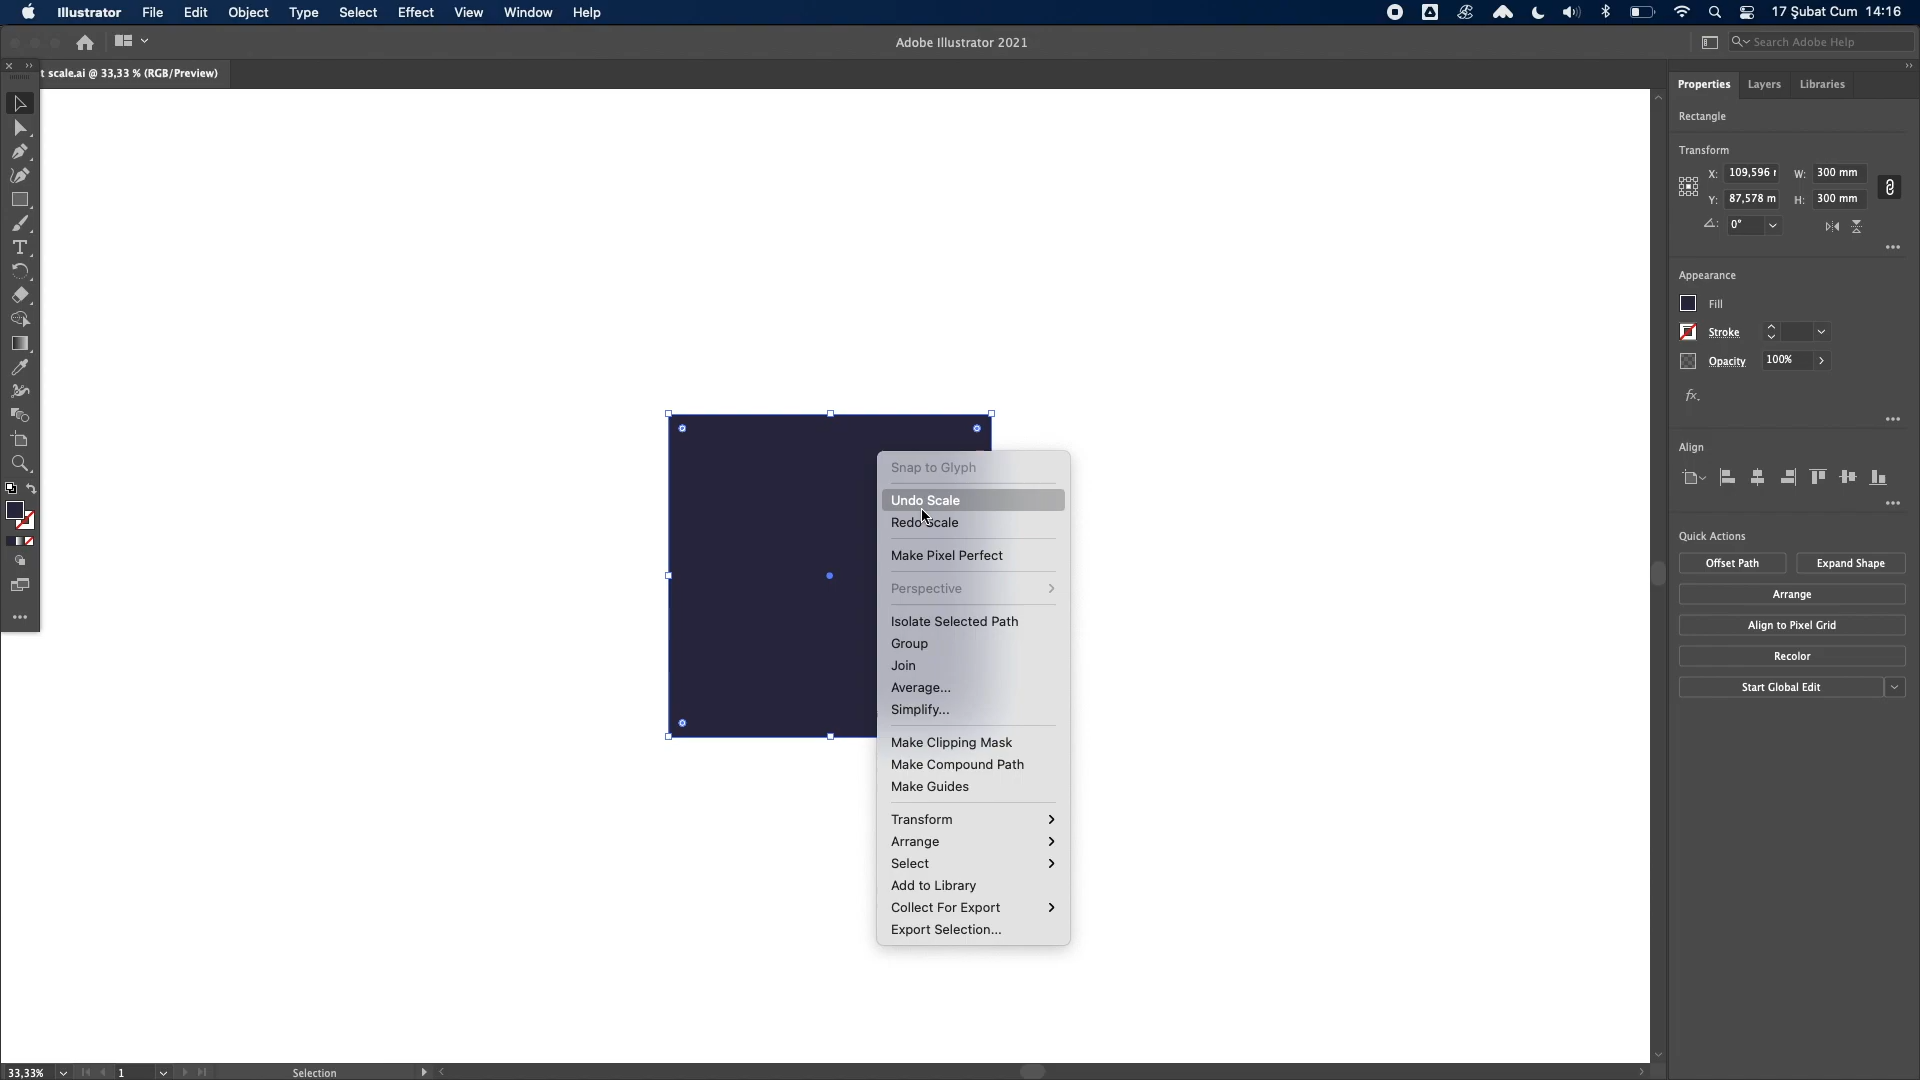 Illustrator File Edit Object Type Select Effect View Window Help 17 Şubat Cum 14:16
Adobe Illustrator 2021 Search Adobe Help
t scale.ai @ 33,33 % (RGB/Preview)
Properties Layers Libraries
Rectangle
Transform
X: 109,596 W: 300 mm
Y: 87,578 m H: 300 mm
0°
Appearance
Fill
Stroke
Opacity 100%
fx.
Align
Quick Actions
Offset Path Expand Shape
Arrange
Align to Pixel Grid
Recolor
Start Global Edit
Snap to Glyph
Undo Scale
Redo Scale
Make Pixel Perfect
Perspective
Isolate Selected Path
Group
Join
Average...
Simplify...
Make Clipping Mask
Make Compound Path
Make Guides
Transform
Arrange
Select
Add to Library
Collect For Export
Export Selection...
33,33% 1 Selection